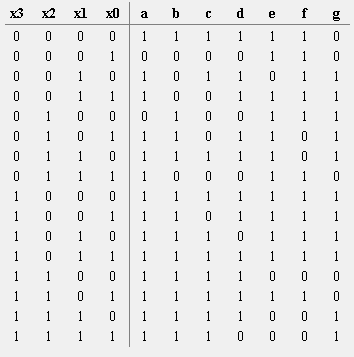 x3 x2 x1 x0 a b c d e f g
0 0 0 0 1 1 1 1 1 1 0
0 0 0 1 0 0 0 0 1 1 0
0 0 1 0 1 0 1 1 0 1 1
0 0 1 1 1 0 0 1 1 1 1
0 1 0 0 0 1 0 0 1 1 1
0 1 0 1 1 1 0 1 1 0 1
0 1 1 0 1 1 1 1 1 0 1
0 1 1 1 1 0 0 0 1 1 0
1 0 0 0 1 1 1 1 1 1 1
1 0 0 1 1 1 0 1 1 1 1
1 0 1 0 1 1 1 0 1 1 1
1 0 1 1 1 1 1 1 1 1 1
1 1 0 0 1 1 1 1 0 0 0
1 1 0 1 1 1 1 1 1 1 0
1 1 1 0 1 1 1 1 0 0 1
1 1 1 1 1 1 1 0 0 0 1